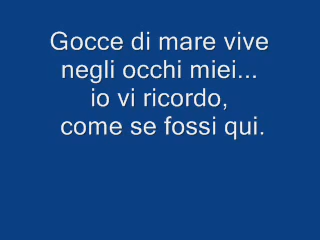 Gocce di mare vive
negli occhi miei...
io vi ricordo,
come se fossi qui.